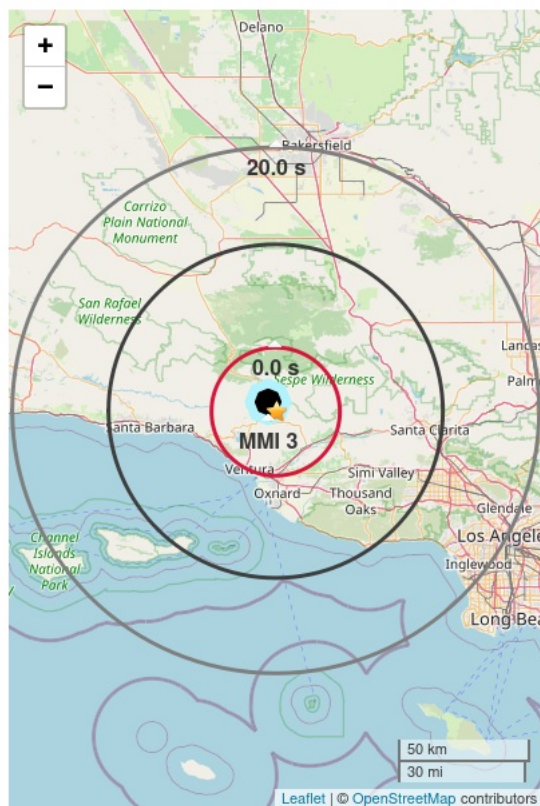 +
Delano
−
Bakersfield
20.0 s
Carrizo
Plain National
Monument
San Rafael
Wilderness
Lancas
0.0 s
Sespe Wilderness
Palm
MMI 3
Santa Barbara
Santa Clarita
Ventura
Simi Valley
Oxnard
Thousand
Oaks
Glendale
Channel
Islands
National
Park
Los Angele
Inglewood
Long Bea
50 km
30 mi
Leaflet | © OpenStreetMap contributors